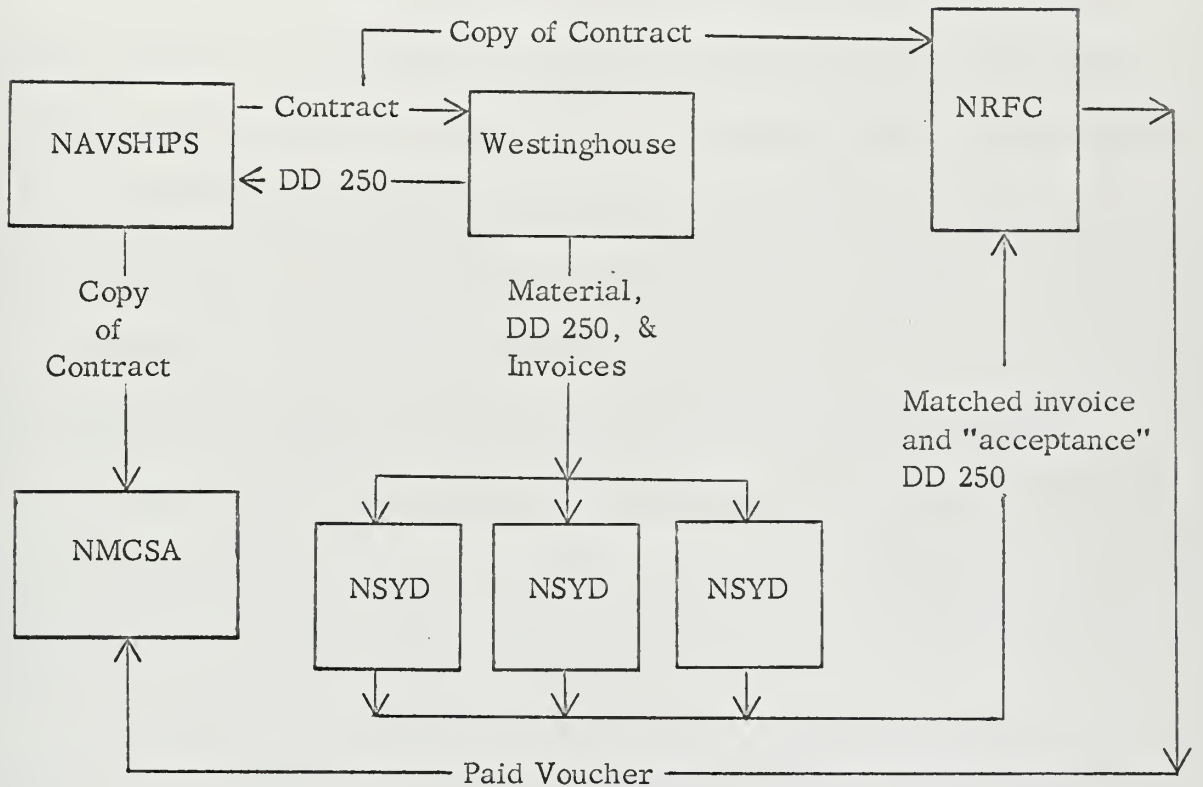 Copy of Contract
NAVSHIPS
Contract
Westinghouse
NRFC
DD 250
Copy
of
Contract
Material,
DD 250, &
Invoices
Matched invoice
and "acceptance"
DD 250
NMCSA
NSYD
NSYD
NSYD
Paid Voucher